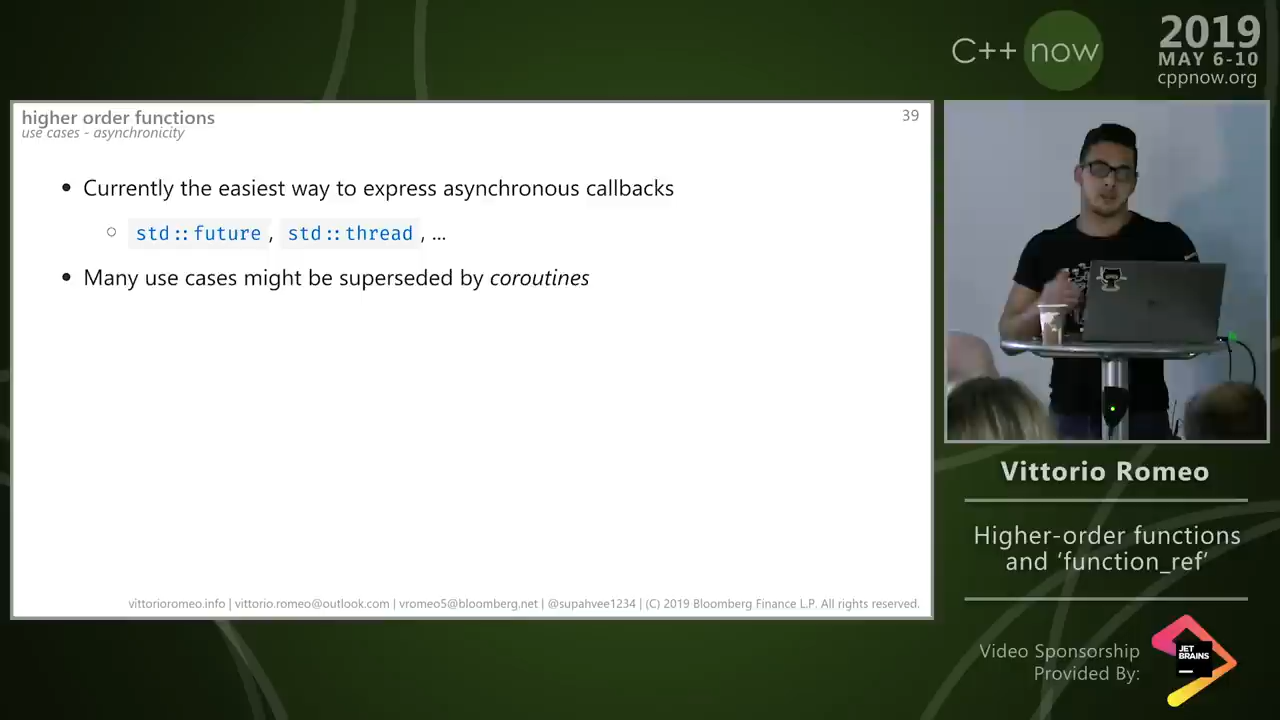 C++ now
2019
MAY 6-10
cppnow.org
higher order functions
use cases - asynchronicity
39
• Currently the easiest way to express asynchronous callbacks
○ std::future, std::thread, ...
• Many use cases might be superseded by coroutines
vittorioromeo.info | vittorio.romeo@outlook.com | vromeo5@bloomberg.net | @supahvee1234 | (C) 2019 Bloomberg Finance L.P. All rights reserved.
Vittorio Romeo
Higher-order functions
and ‘function_ref’
Video Sponsorship
Provided By:
JET
BRAINS